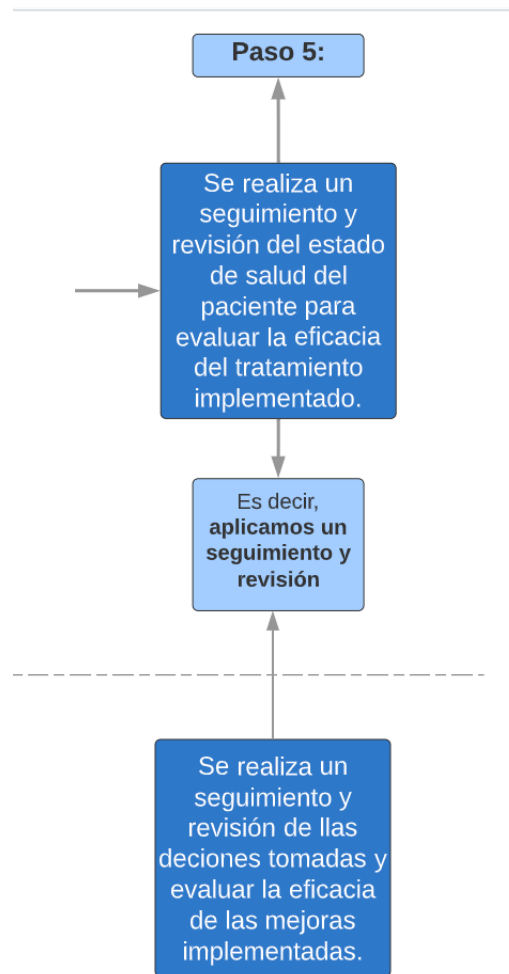 Paso 5:
Se realiza un
seguimiento y
revisión del estado
de salud del
paciente para
evaluar la eficacia
del tratamiento
implementado.
Es decir,
aplicamos un
seguimiento y
revisión
Se realiza un
seguimiento y
revisión de llas
deciones tomadas y
evaluar la eficacia
de las mejoras
implementadas.